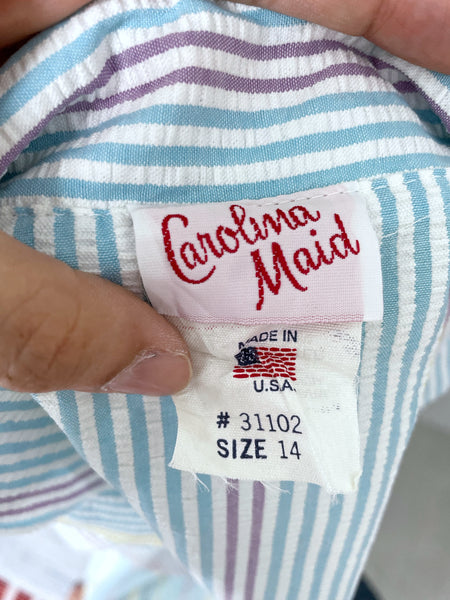 Carolina
Maid
MADE IN
U.S.A.
# 31102
SIZE 14